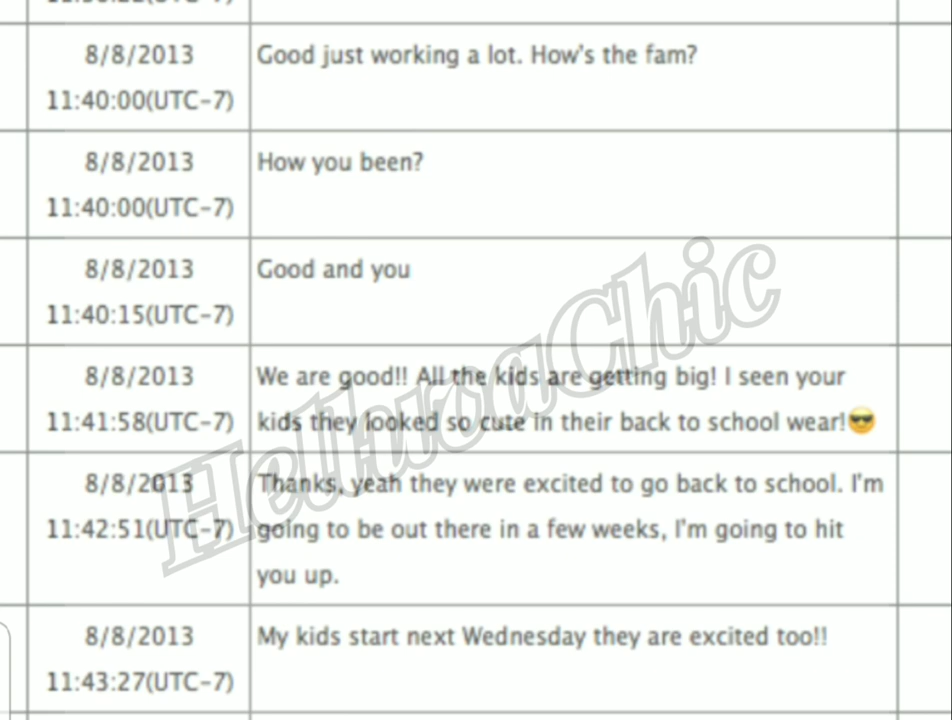 8/8/2013
11:40:00(UTC-7)
Good just working a lot. How's the fam?
8/8/2013
11:40:00(UTC-7)
How you been?
8/8/2013
11:40:15(UTC-7)
Good and you
8/8/2013
11:41:58(UTC-7)
We are good!! All the kids are getting big! I seen your
kids they looked so cute in their back to school wear!😎
8/8/2013
11:42:51(UTC-7)
Thanks, yeah they were excited to go back to school. I'm
going to be out there in a few weeks, I'm going to hit
you up.
8/8/2013
11:43:27(UTC-7)
My kids start next Wednesday they are excited too!!